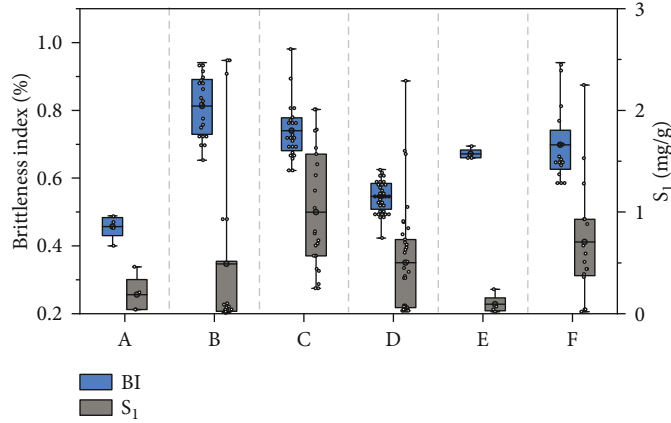 Brittleness index (%)
1.0
0.8
0.6
0.4
0.2
3
2
1
0
S₁ (mg/g)
A B C D E F
BI
S₁